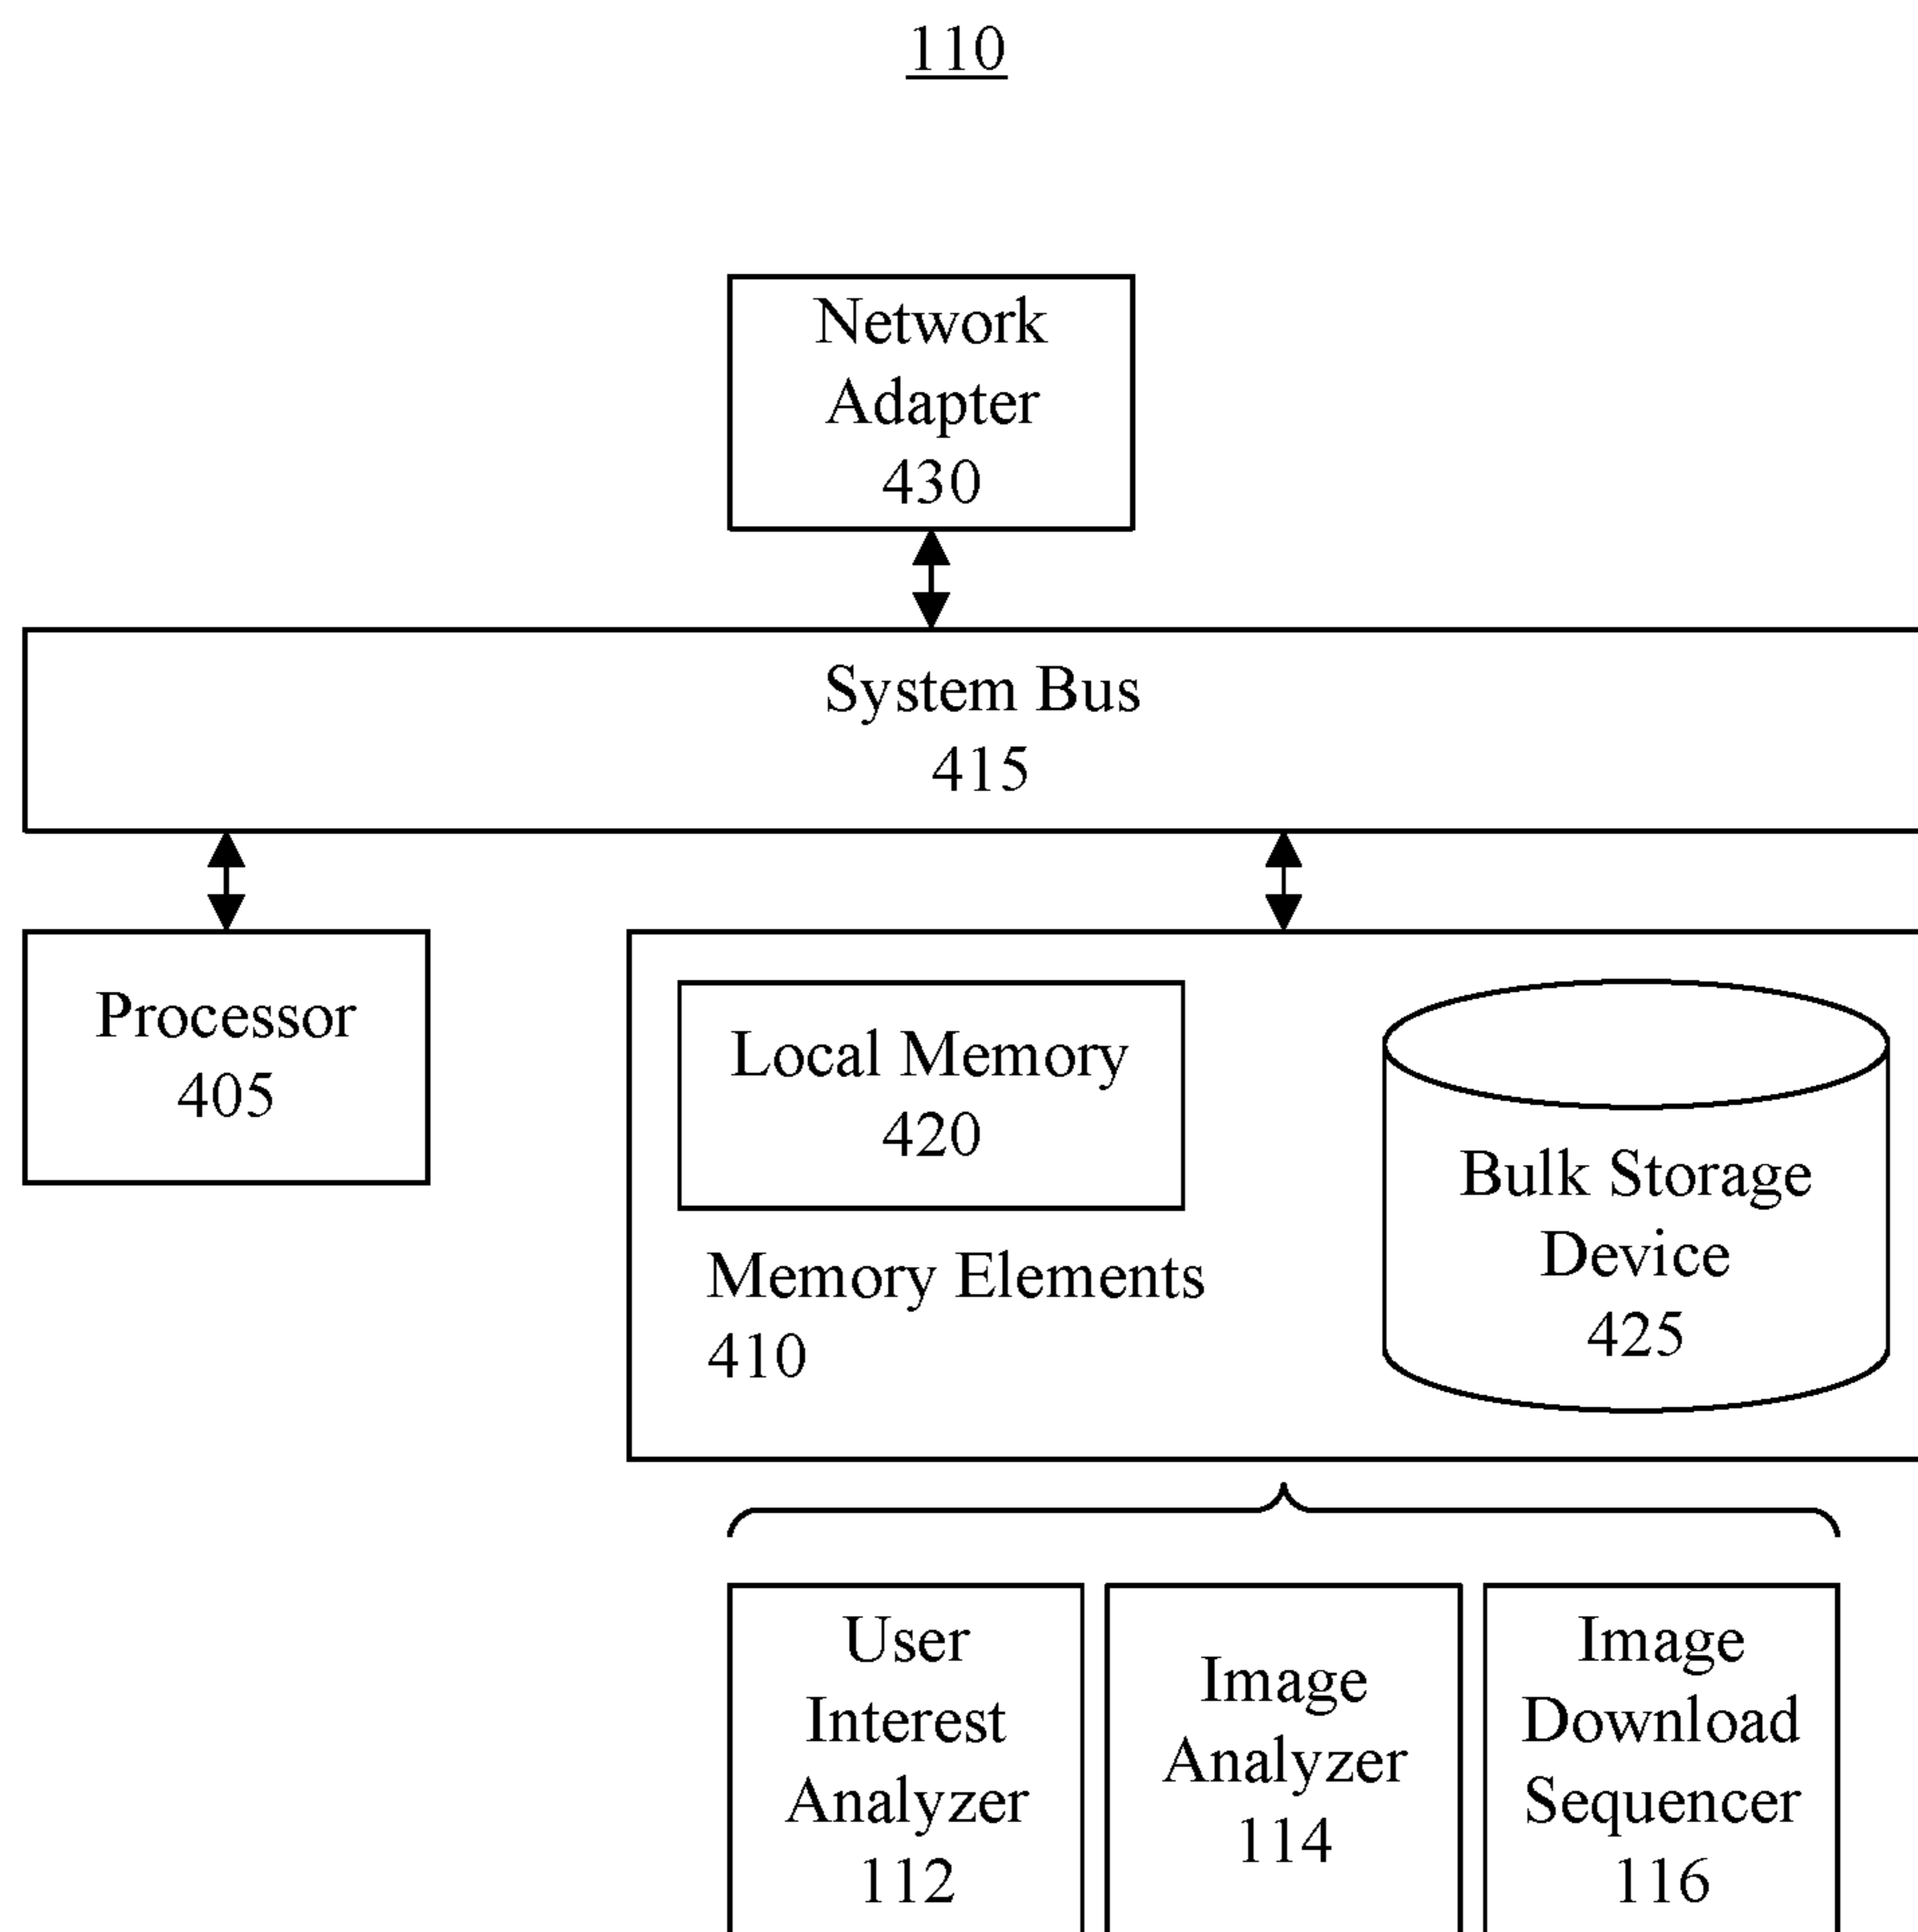 110
Network
Adapter
430
System Bus
415
Processor
405
Local Memory
420
Memory Elements
410
Bulk Storage
Device
425
User
Interest
Analyzer
112
Image
Analyzer
114
Image
Download
Sequencer
116